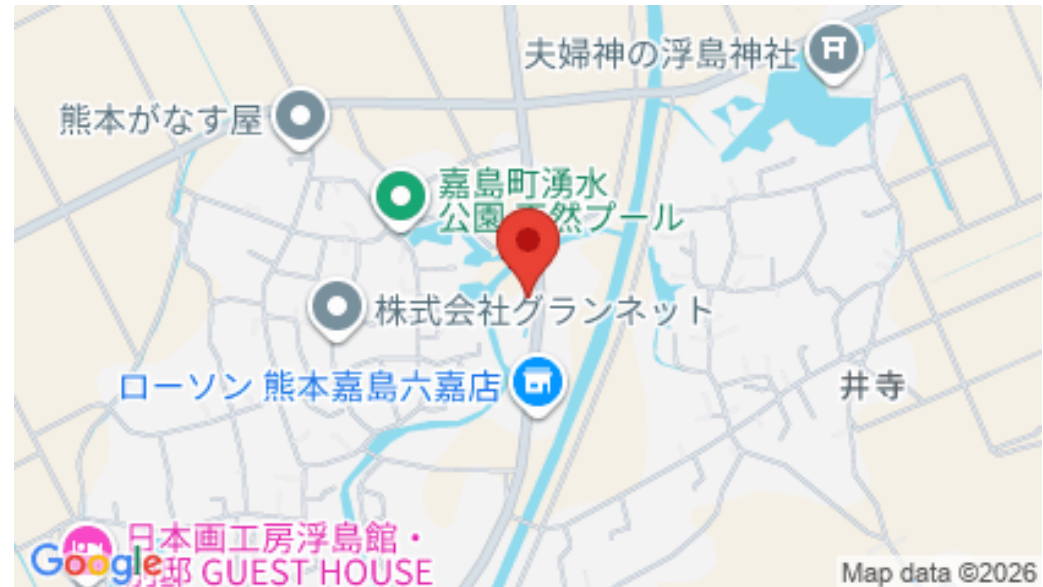 夫婦神の浮島神社
熊本がなす屋
嘉島町湧水
公園 天然プール
株式会社グランネット
ローソン 熊本嘉島六嘉店
井寺
日本画工房浮島館・
邸 GUEST HOUSE
Google
Map data ©2026